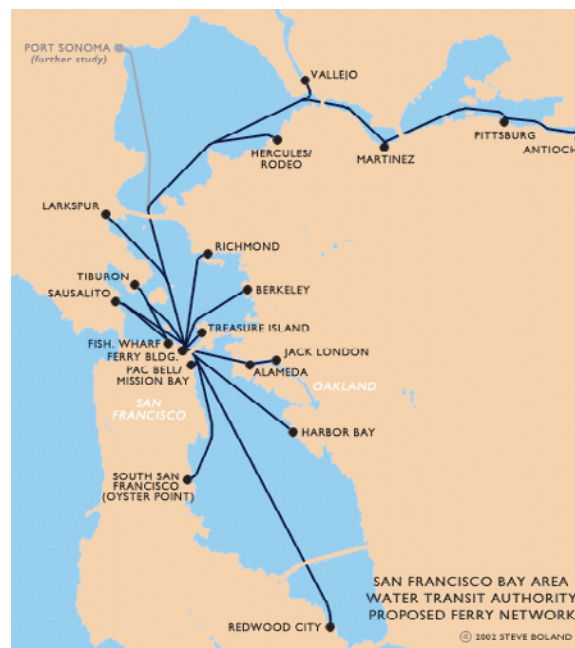 PORT SONOMA
(further study)
VALLEJO
HERCULES/
RODEO
MARTINEZ
PITTSBURG
ANTIOCH
LARKSPUR
RICHMOND
TIBURON
SAUSALITO
BERKELEY
TREASURE ISLAND
FISH. WHARF
FERRY BLDG.
JACK LONDON
PAC BELL/
MISSION BAY
ALAMEDA
OAKLAND
SAN
FRANCISCO
HARBOR BAY
SOUTH SAN
FRANCISCO
(OYSTER POINT)
SAN FRANCISCO BAY AREA
WATER TRANSIT AUTHORITY
PROPOSED FERRY NETWORK
REDWOOD CITY
© 2002 STEVE BOLAND